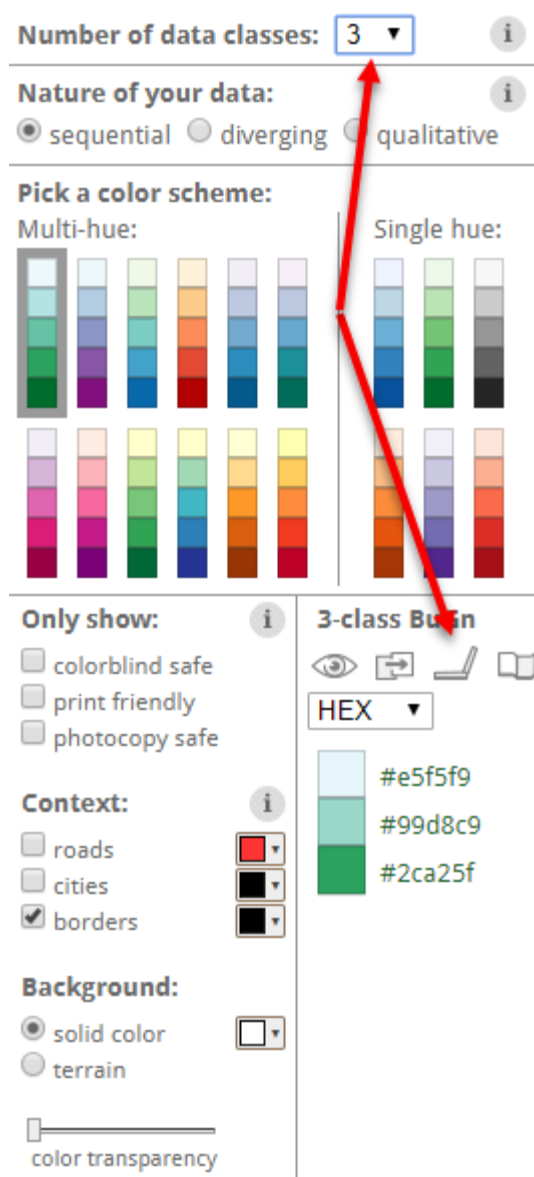 Number of data classes: 3
i
Nature of your data:
i
sequential diverging qualitative
Pick a color scheme:
Multi-hue:
Single hue:
Only show:
i
colorblind safe
print friendly
photocopy safe
Context:
i
roads
cities
borders
Background:
solid color
terrain
color transparency
3-class BuGn
HEX
#e5f5f9
#99d8c9
#2ca25f